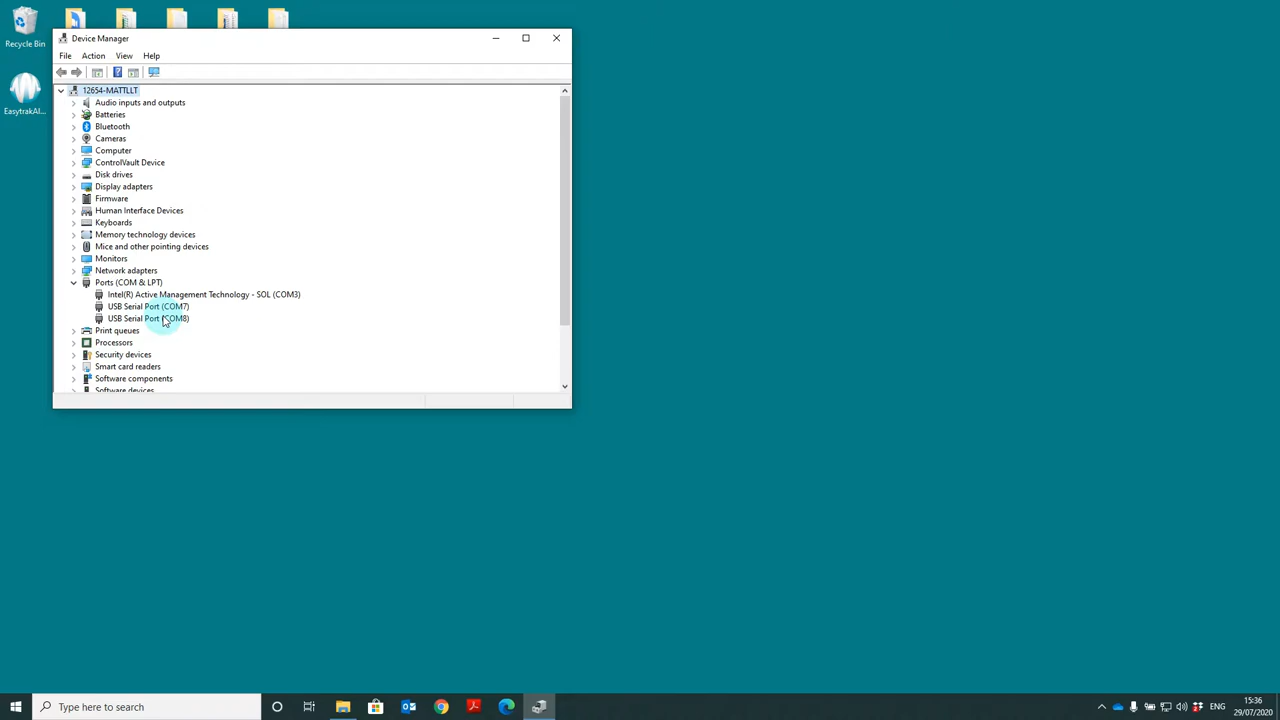 Recycle Bin
EasytrakAI...
Device Manager
File Action View Help
12654-MATTLLT
Audio inputs and outputs
Batteries
Bluetooth
Cameras
Computer
ControlVault Device
Disk drives
Display adapters
Firmware
Human Interface Devices
Keyboards
Memory technology devices
Mice and other pointing devices
Monitors
Network adapters
Ports (COM & LPT)
Intel(R) Active Management Technology - SOL (COM3)
USB Serial Port (COM7)
USB Serial Port (COM8)
Print queues
Processors
Security devices
Smart card readers
Software components
Software devices
Type here to search
ENG
15:36
29/07/2020